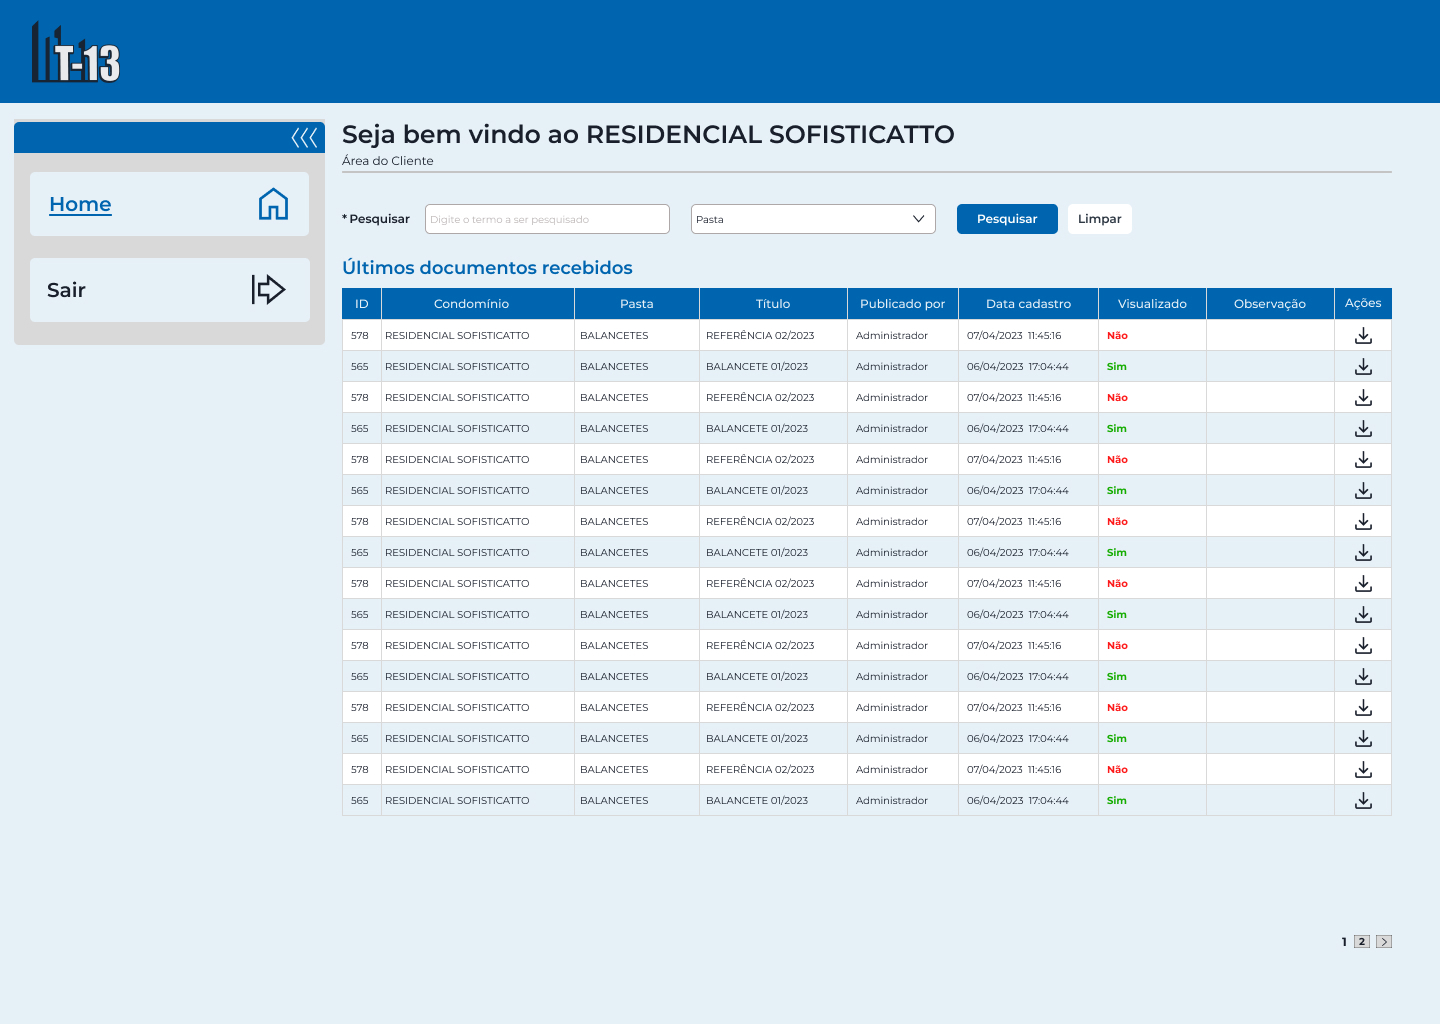 T-13
Seja bem vindo ao RESIDENCIAL SOFISTICATTO
Área do Cliente
Home
Sair
* Pesquisar Digite o termo a ser pesquisado Pasta Pesquisar Limpar
Últimos documentos recebidos
ID Condomínio Pasta Título Publicado por Data cadastro Visualizado Observação Ações
578 RESIDENCIAL SOFISTICATTO BALANCETES REFERÊNCIA 02/2023 Administrador 07/04/2023 11:45:16 Não
565 RESIDENCIAL SOFISTICATTO BALANCETES BALANCETE 01/2023 Administrador 06/04/2023 17:04:44 Sim
578 RESIDENCIAL SOFISTICATTO BALANCETES REFERÊNCIA 02/2023 Administrador 07/04/2023 11:45:16 Não
565 RESIDENCIAL SOFISTICATTO BALANCETES BALANCETE 01/2023 Administrador 06/04/2023 17:04:44 Sim
578 RESIDENCIAL SOFISTICATTO BALANCETES REFERÊNCIA 02/2023 Administrador 07/04/2023 11:45:16 Não
565 RESIDENCIAL SOFISTICATTO BALANCETES BALANCETE 01/2023 Administrador 06/04/2023 17:04:44 Sim
578 RESIDENCIAL SOFISTICATTO BALANCETES REFERÊNCIA 02/2023 Administrador 07/04/2023 11:45:16 Não
565 RESIDENCIAL SOFISTICATTO BALANCETES BALANCETE 01/2023 Administrador 06/04/2023 17:04:44 Sim
578 RESIDENCIAL SOFISTICATTO BALANCETES REFERÊNCIA 02/2023 Administrador 07/04/2023 11:45:16 Não
565 RESIDENCIAL SOFISTICATTO BALANCETES BALANCETE 01/2023 Administrador 06/04/2023 17:04:44 Sim
578 RESIDENCIAL SOFISTICATTO BALANCETES REFERÊNCIA 02/2023 Administrador 07/04/2023 11:45:16 Não
565 RESIDENCIAL SOFISTICATTO BALANCETES BALANCETE 01/2023 Administrador 06/04/2023 17:04:44 Sim
578 RESIDENCIAL SOFISTICATTO BALANCETES REFERÊNCIA 02/2023 Administrador 07/04/2023 11:45:16 Não
565 RESIDENCIAL SOFISTICATTO BALANCETES BALANCETE 01/2023 Administrador 06/04/2023 17:04:44 Sim
578 RESIDENCIAL SOFISTICATTO BALANCETES REFERÊNCIA 02/2023 Administrador 07/04/2023 11:45:16 Não
565 RESIDENCIAL SOFISTICATTO BALANCETES BALANCETE 01/2023 Administrador 06/04/2023 17:04:44 Sim
1 2